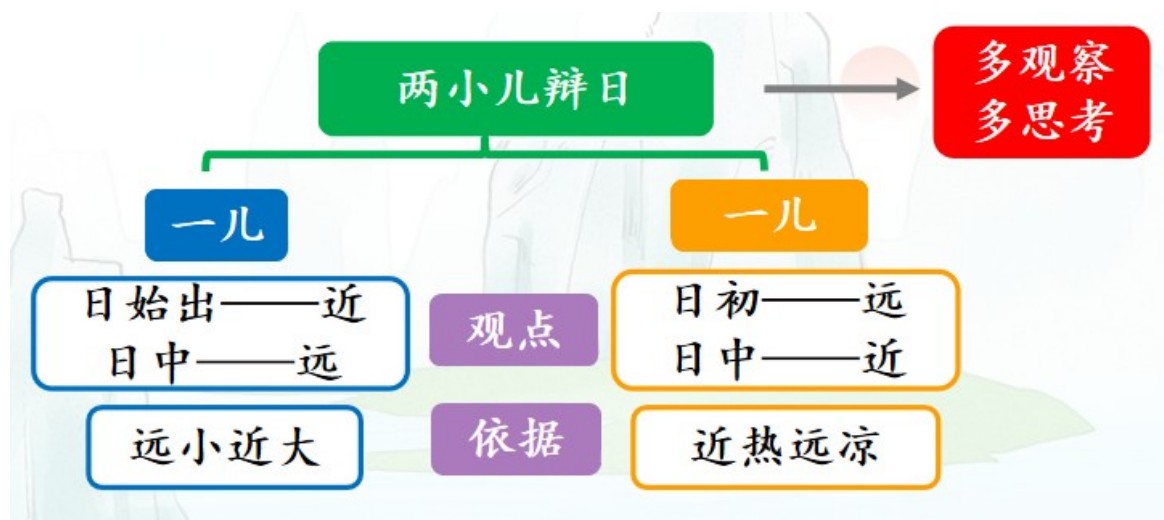 两小儿辩日
多观察
多思考
一儿
一儿
日始出——近
日中——远
观点
日初——远
日中——近
远小近大
依据
近热远凉